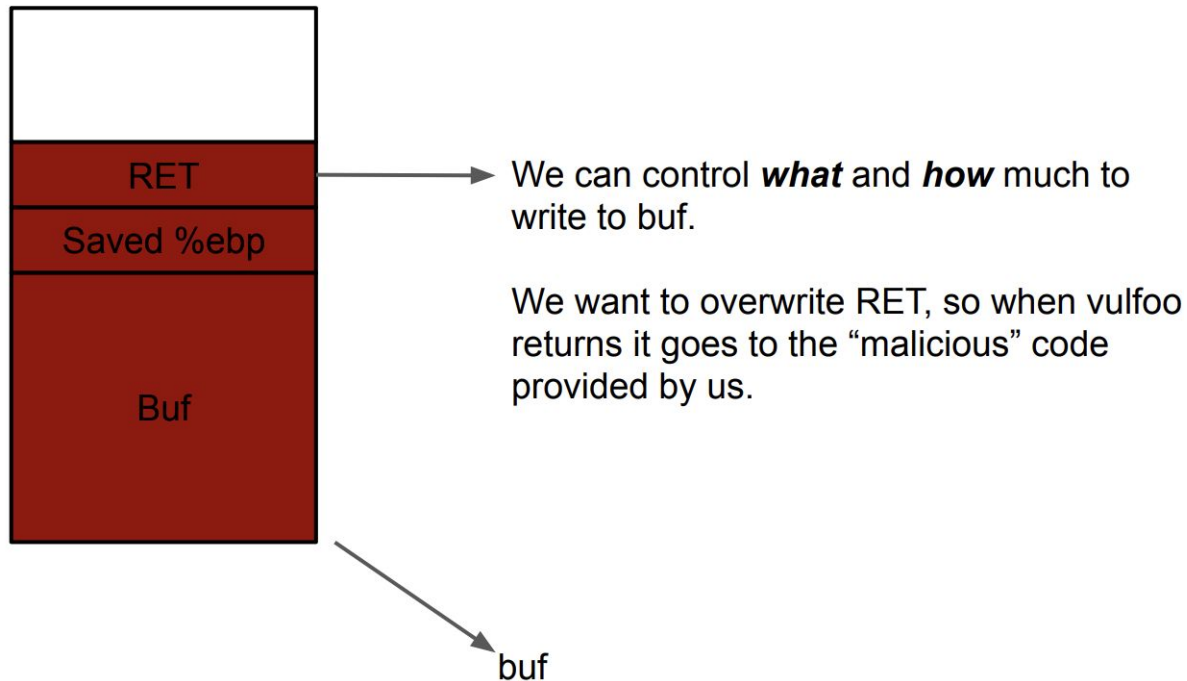 RET
Saved %ebp
Buf
We can control what and how much to
write to buf.
We want to overwrite RET, so when vulfoo
returns it goes to the “malicious” code
provided by us.
buf